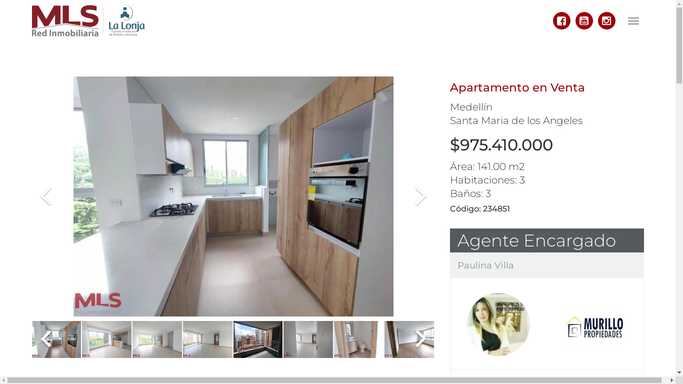 MLS
Red Inmobiliaria
La Lonja
Apartamento en Venta
Medellín
Santa Maria de los Angeles
$975.410.000
Área: 141.00 m2
Habitaciones: 3
Baños: 3
Código: 234851
Agente Encargado
Paulina Villa
MLS
MURILLO
PROPIEDADES